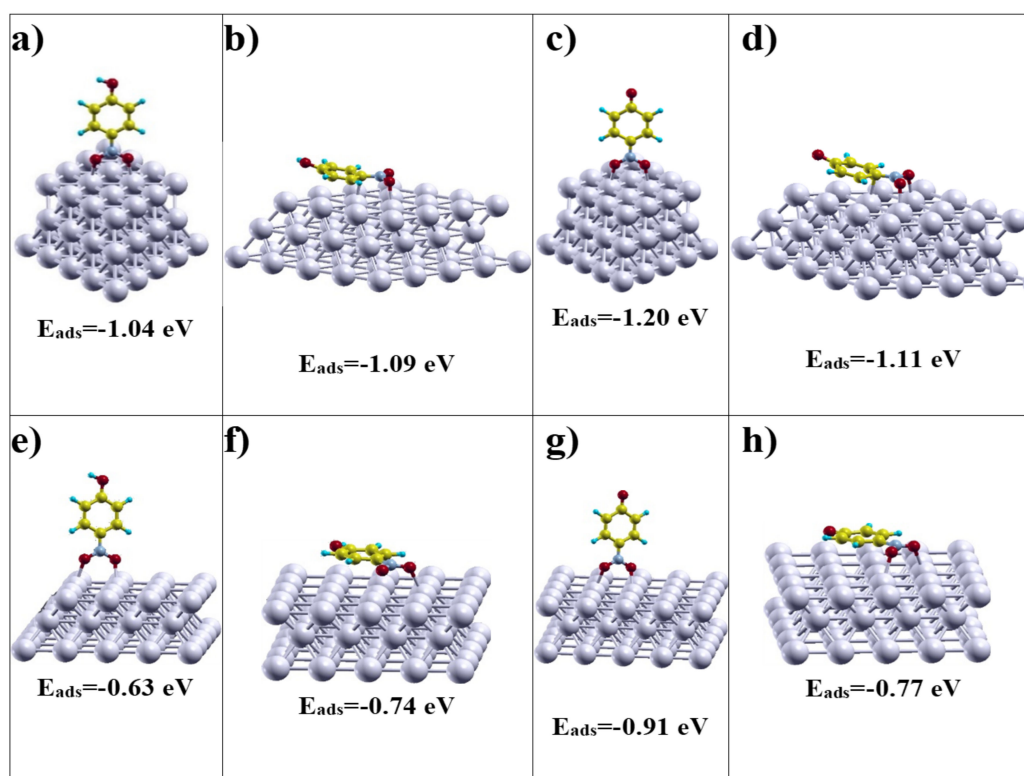 a)
b)
c)
d)
Eads=-1.04 eV
Eads=-1.09 eV
Eads=-1.20 eV
Eads=-1.11 eV
e)
f)
g)
h)
Eads=-0.63 eV
Eads=-0.74 eV
Eads=-0.91 eV
Eads=-0.77 eV